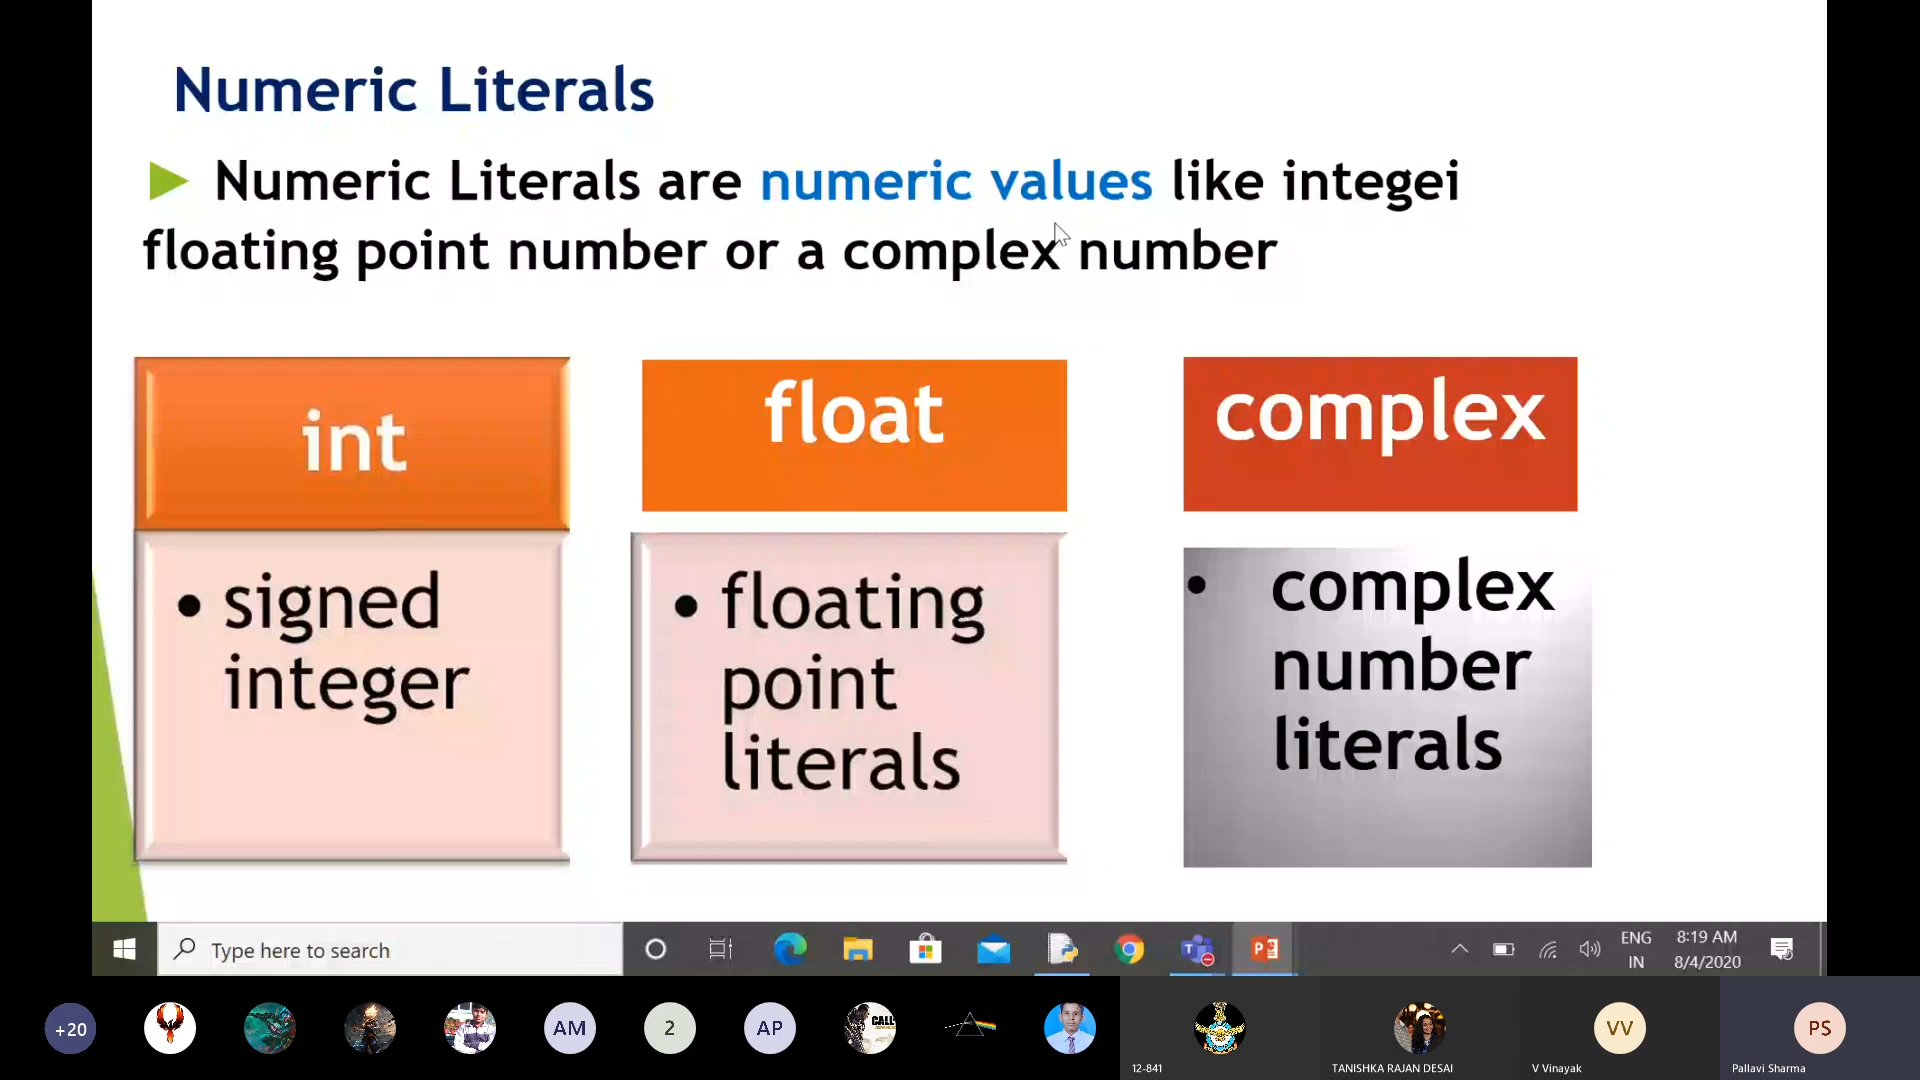 Numeric Literals
Numeric Literals are numeric values like integei
floating point number or a complex number
int
float
complex
• signed
integer
• floating
point
literals
• complex
number
literals
Type here to search
ENG
IN
8:19 AM
8/4/2020
+20
AM
2
AP
CALL
VV
PS
12-841
TANISHKA RAJAN DESAI
V Vinayak
Pallavi Sharma